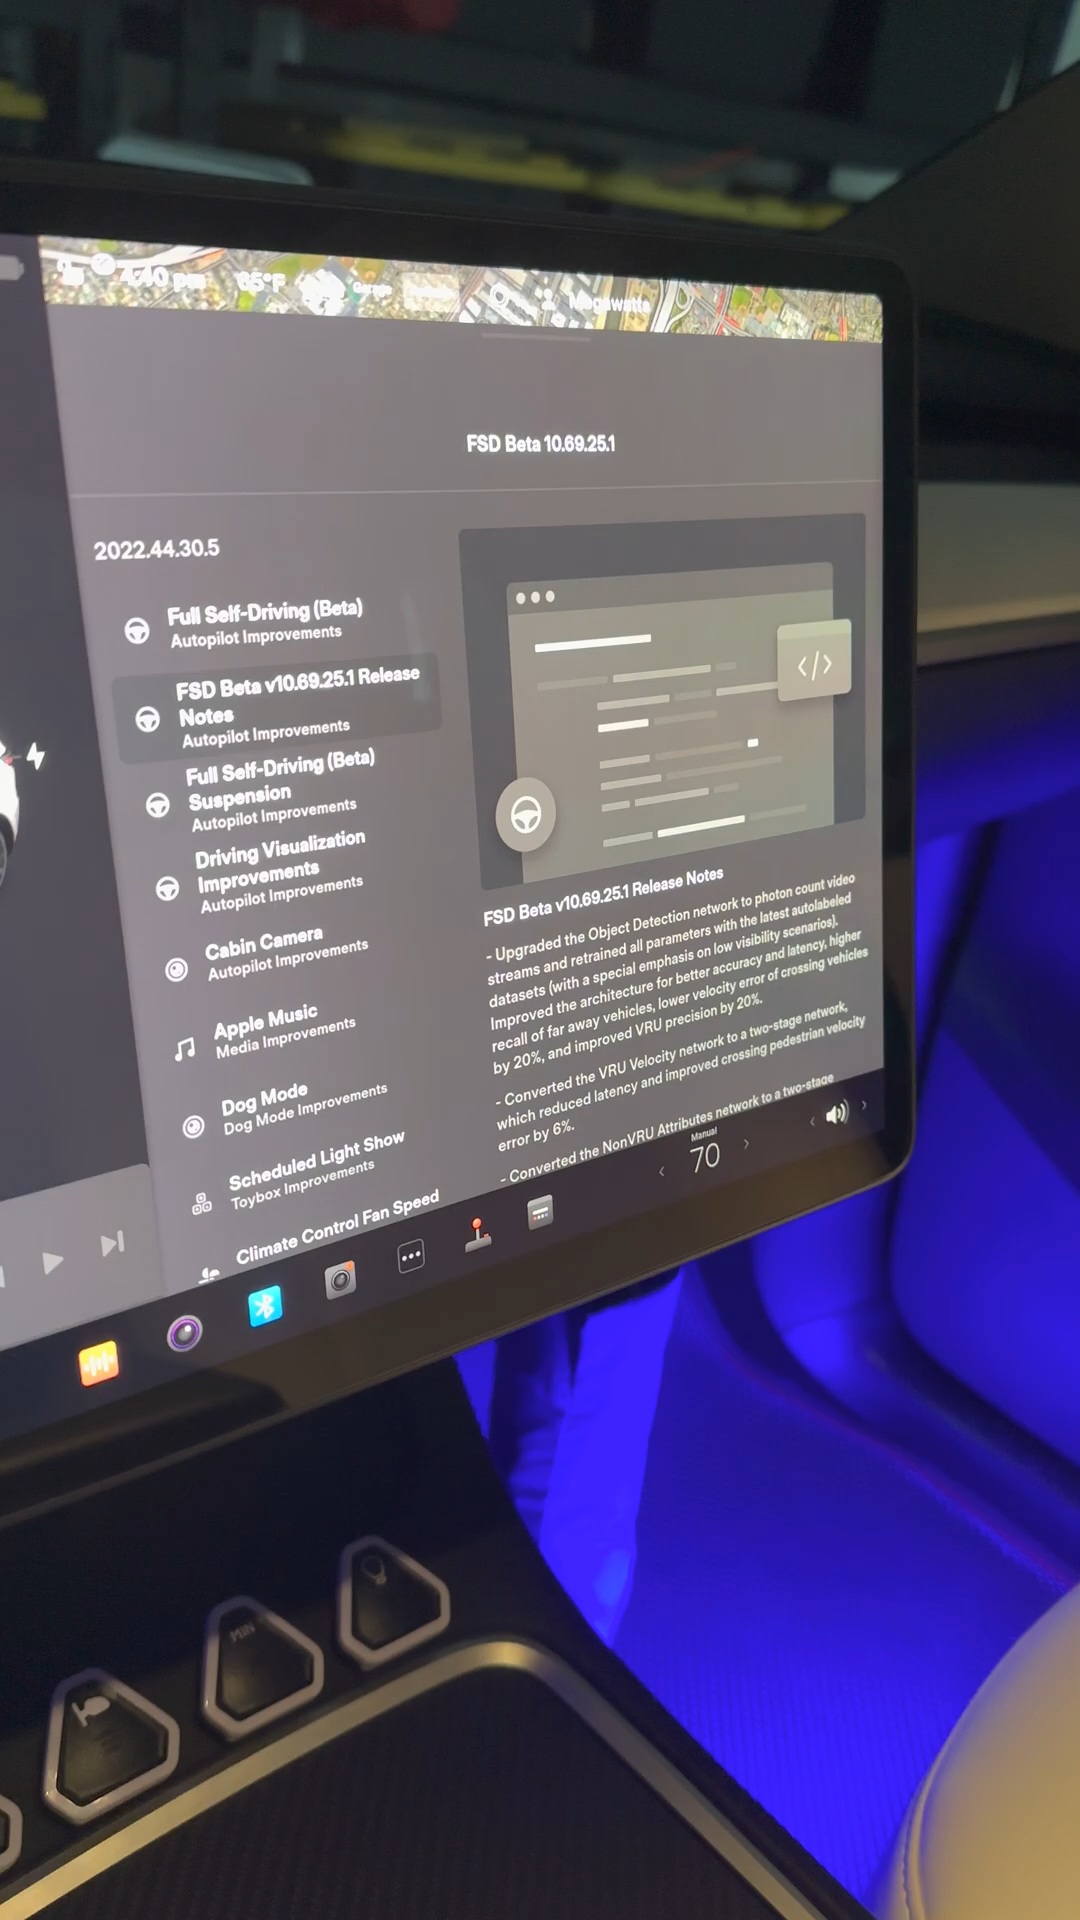 4:40 pm
65°F
Garage
Megawatts
FSD Beta 10.69.25.1
2022.44.30.5
Full Self-Driving (Beta)
Autopilot Improvements
FSD Beta v10.69.25.1 Release
Notes
Autopilot Improvements
Full Self-Driving (Beta)
Suspension
Autopilot Improvements
Driving Visualization
Improvements
Autopilot Improvements
Cabin Camera
Autopilot Improvements
Apple Music
Media Improvements
Dog Mode
Dog Mode Improvements
Scheduled Light Show
Toybox Improvements
Climate Control Fan Speed
</>
FSD Beta v10.69.25.1 Release Notes
- Upgraded the Object Detection network to photon count video
streams and retrained all parameters with the latest autolabeled
datasets (with a special emphasis on low visibility scenarios).
Improved the architecture for better accuracy and latency, higher
recall of far away vehicles, lower velocity error of crossing vehicles
by 20%, and improved VRU precision by 20%.
- Converted the VRU Velocity network to a two-stage network,
which reduced latency and improved crossing pedestrian velocity
error by 6%.
- Converted the NonVRU Attributes network to a two-stage
Manual
70